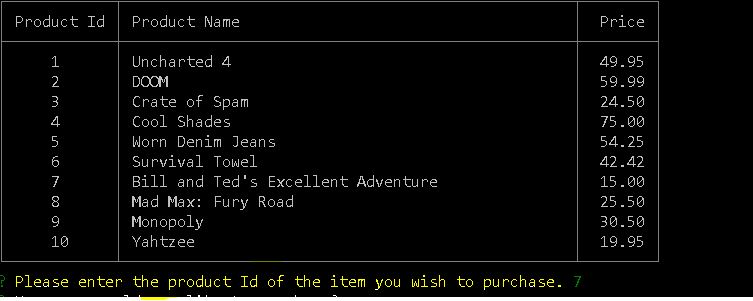 Product Id Product Name Price
1 Uncharted 4 49.95
2 DOOM 59.99
3 Crate of Spam 24.50
4 Cool Shades 75.00
5 Worn Denim Jeans 54.25
6 Survival Towel 42.42
7 Bill and Ted's Excellent Adventure 15.00
8 Mad Max: Fury Road 25.50
9 Monopoly 30.50
10 Yahtzee 19.95
? Please enter the product Id of the item you wish to purchase. 7